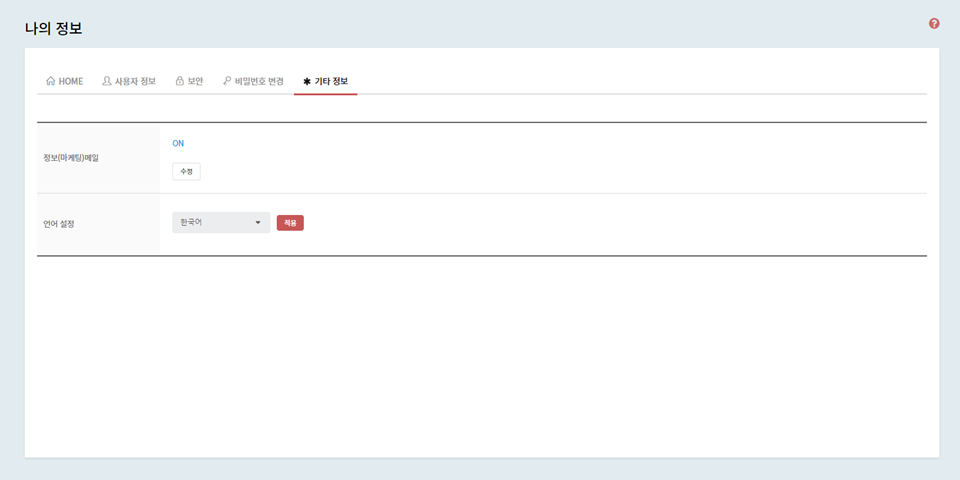 나의 정보
HOME 사용자 정보 보안 비밀번호 변경 기타 정보
정보(마케팅)메일
ON
수정
언어 설정
한국어
적용